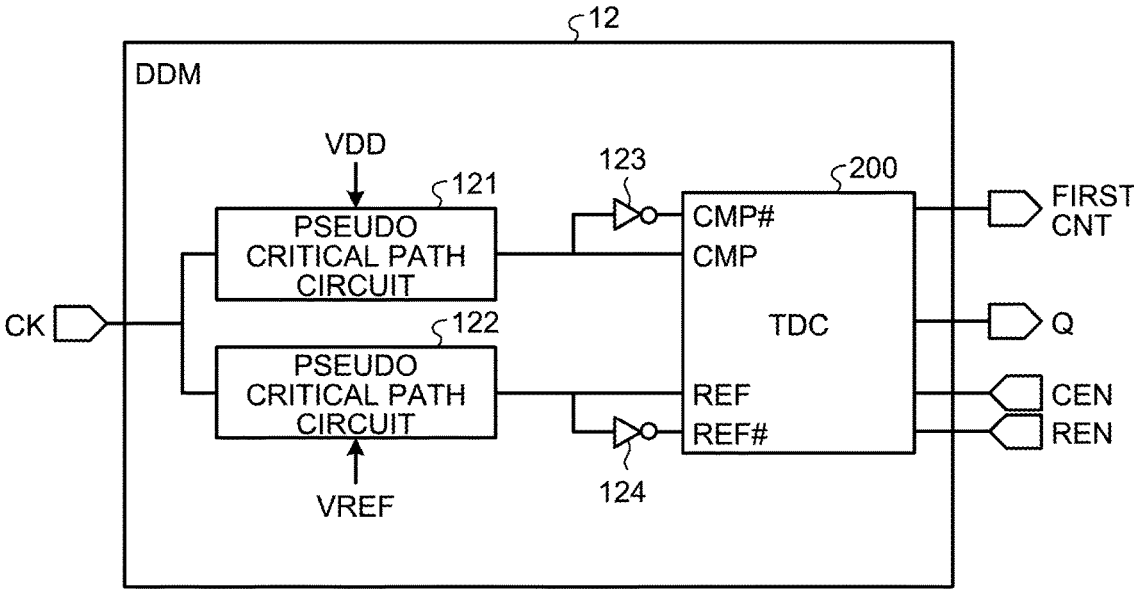 12
DDM
VDD
121
PSEUDO
CRITICAL PATH
CIRCUIT
123
200
CMP#
CMP
FIRST
CNT
CK
122
PSEUDO
CRITICAL PATH
CIRCUIT
TDC
Q
REF
REF#
CEN
REN
124
VREF